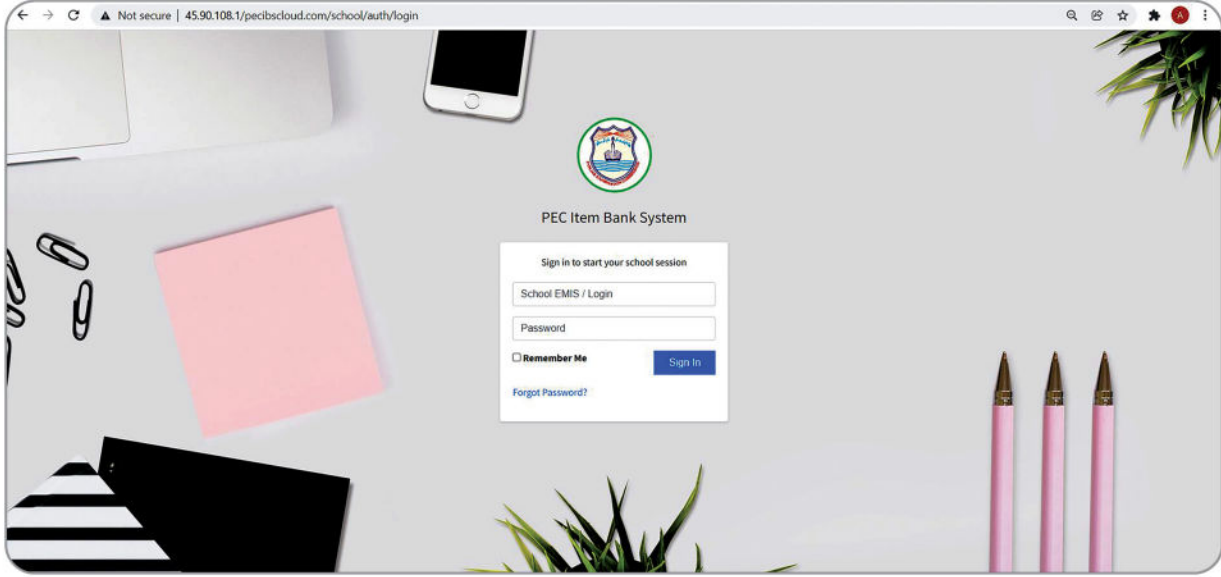 Not secure | 45.90.108.1/pecibscloud.com/school/auth/login
A
PEC Item Bank System
Sign in to start your school session
School EMIS / Login
Password
Remember Me
Sign In
Forgot Password?